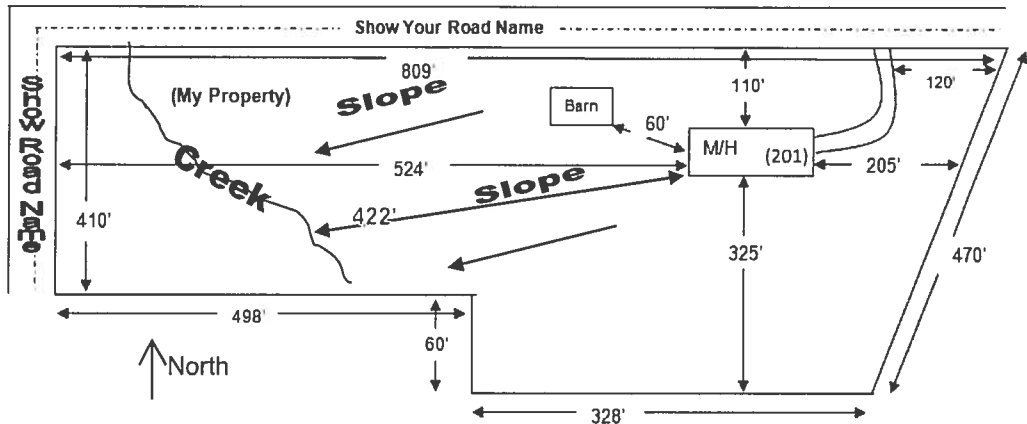 Show Your Road Name
809'
110'
120'
(My Property)
Slope
Barn
60'
M/H
(201)
Show Road Name
Creek
524'
205'
Slope
410'
422'
325'
470'
498'
60'
North
328'